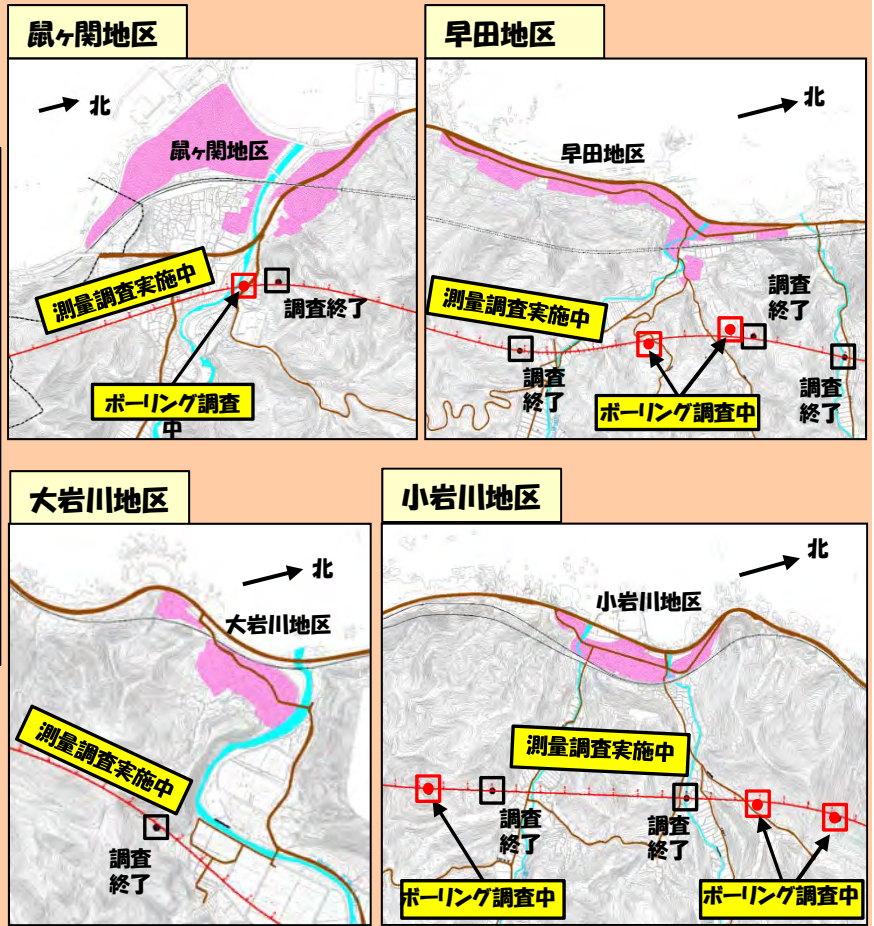 鼠ヶ関地区
北
鼠ヶ関地区
測量調査実施中
調査終了
ボーリング調査
中
早田地区
北
早田地区
測量調査実施中
調査
終了
調査
終了
調査
終了
ボーリング調査中
大岩川地区
北
大岩川地区
測量調査実施中
調査
終了
小岩川地区
北
小岩川地区
測量調査実施中
調査
終了
調査
終了
ボーリング調査中
ボーリング調査中